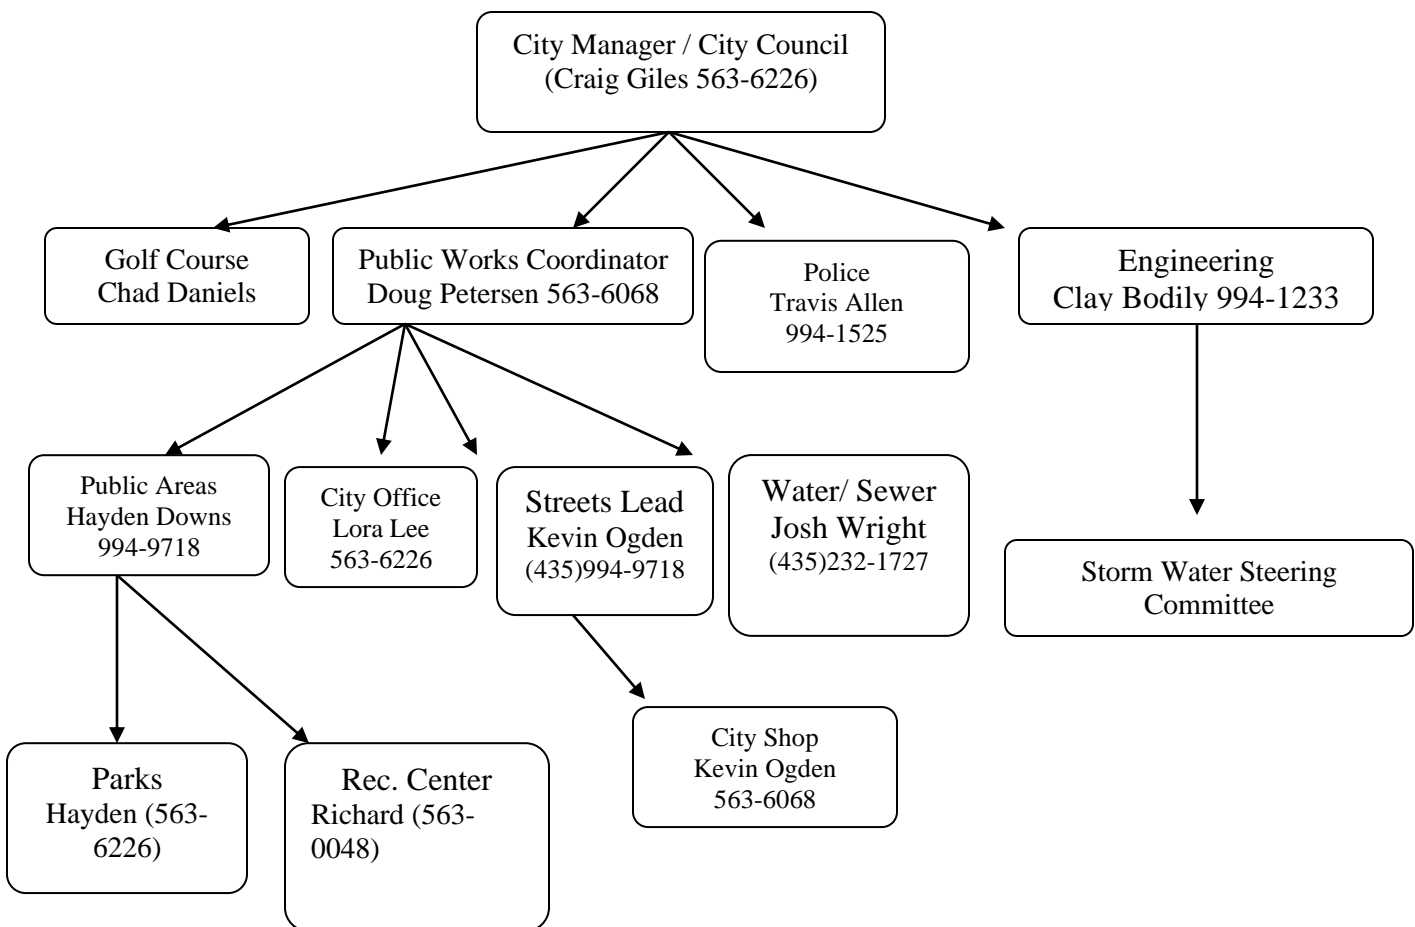 City Manager / City Council
(Craig Giles 563-6226)
Golf Course
Chad Daniels
Public Works Coordinator
Doug Petersen 563-6068
Police
Travis Allen
994-1525
Engineering
Clay Bodily 994-1233
Public Areas
Hayden Downs
994-9718
City Office
Lora Lee
563-6226
Streets Lead
Kevin Ogden
(435)994-9718
Water/ Sewer
Josh Wright
(435)232-1727
Storm Water Steering
Committee
Parks
Hayden (563-
6226)
Rec. Center
Richard (563-
0048)
City Shop
Kevin Ogden
563-6068